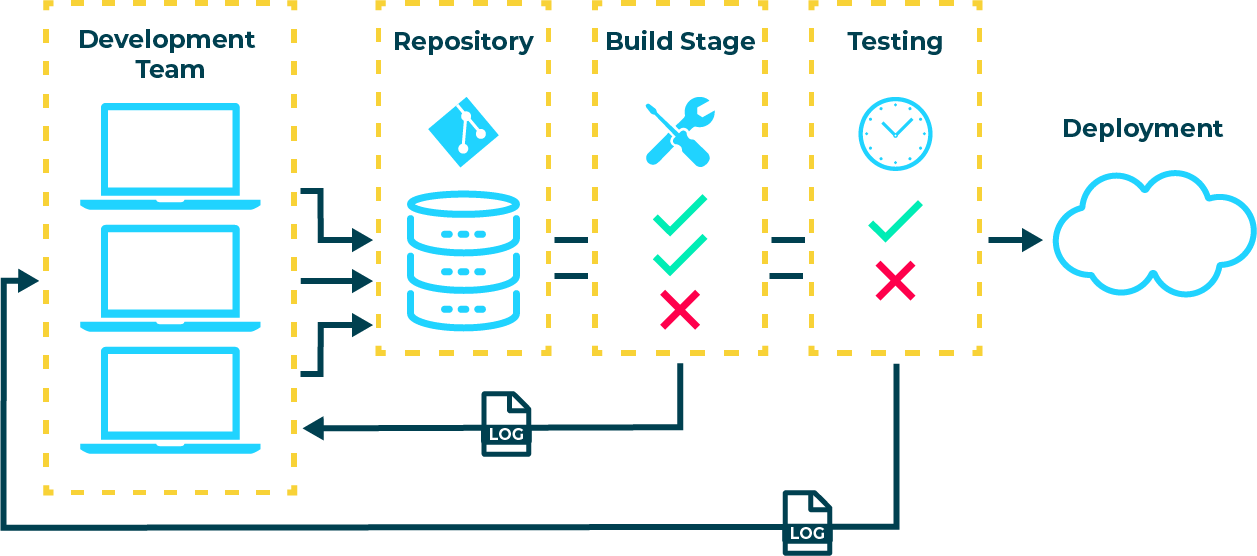 Development
Team
Repository
Build Stage
Testing
Deployment
LOG
LOG